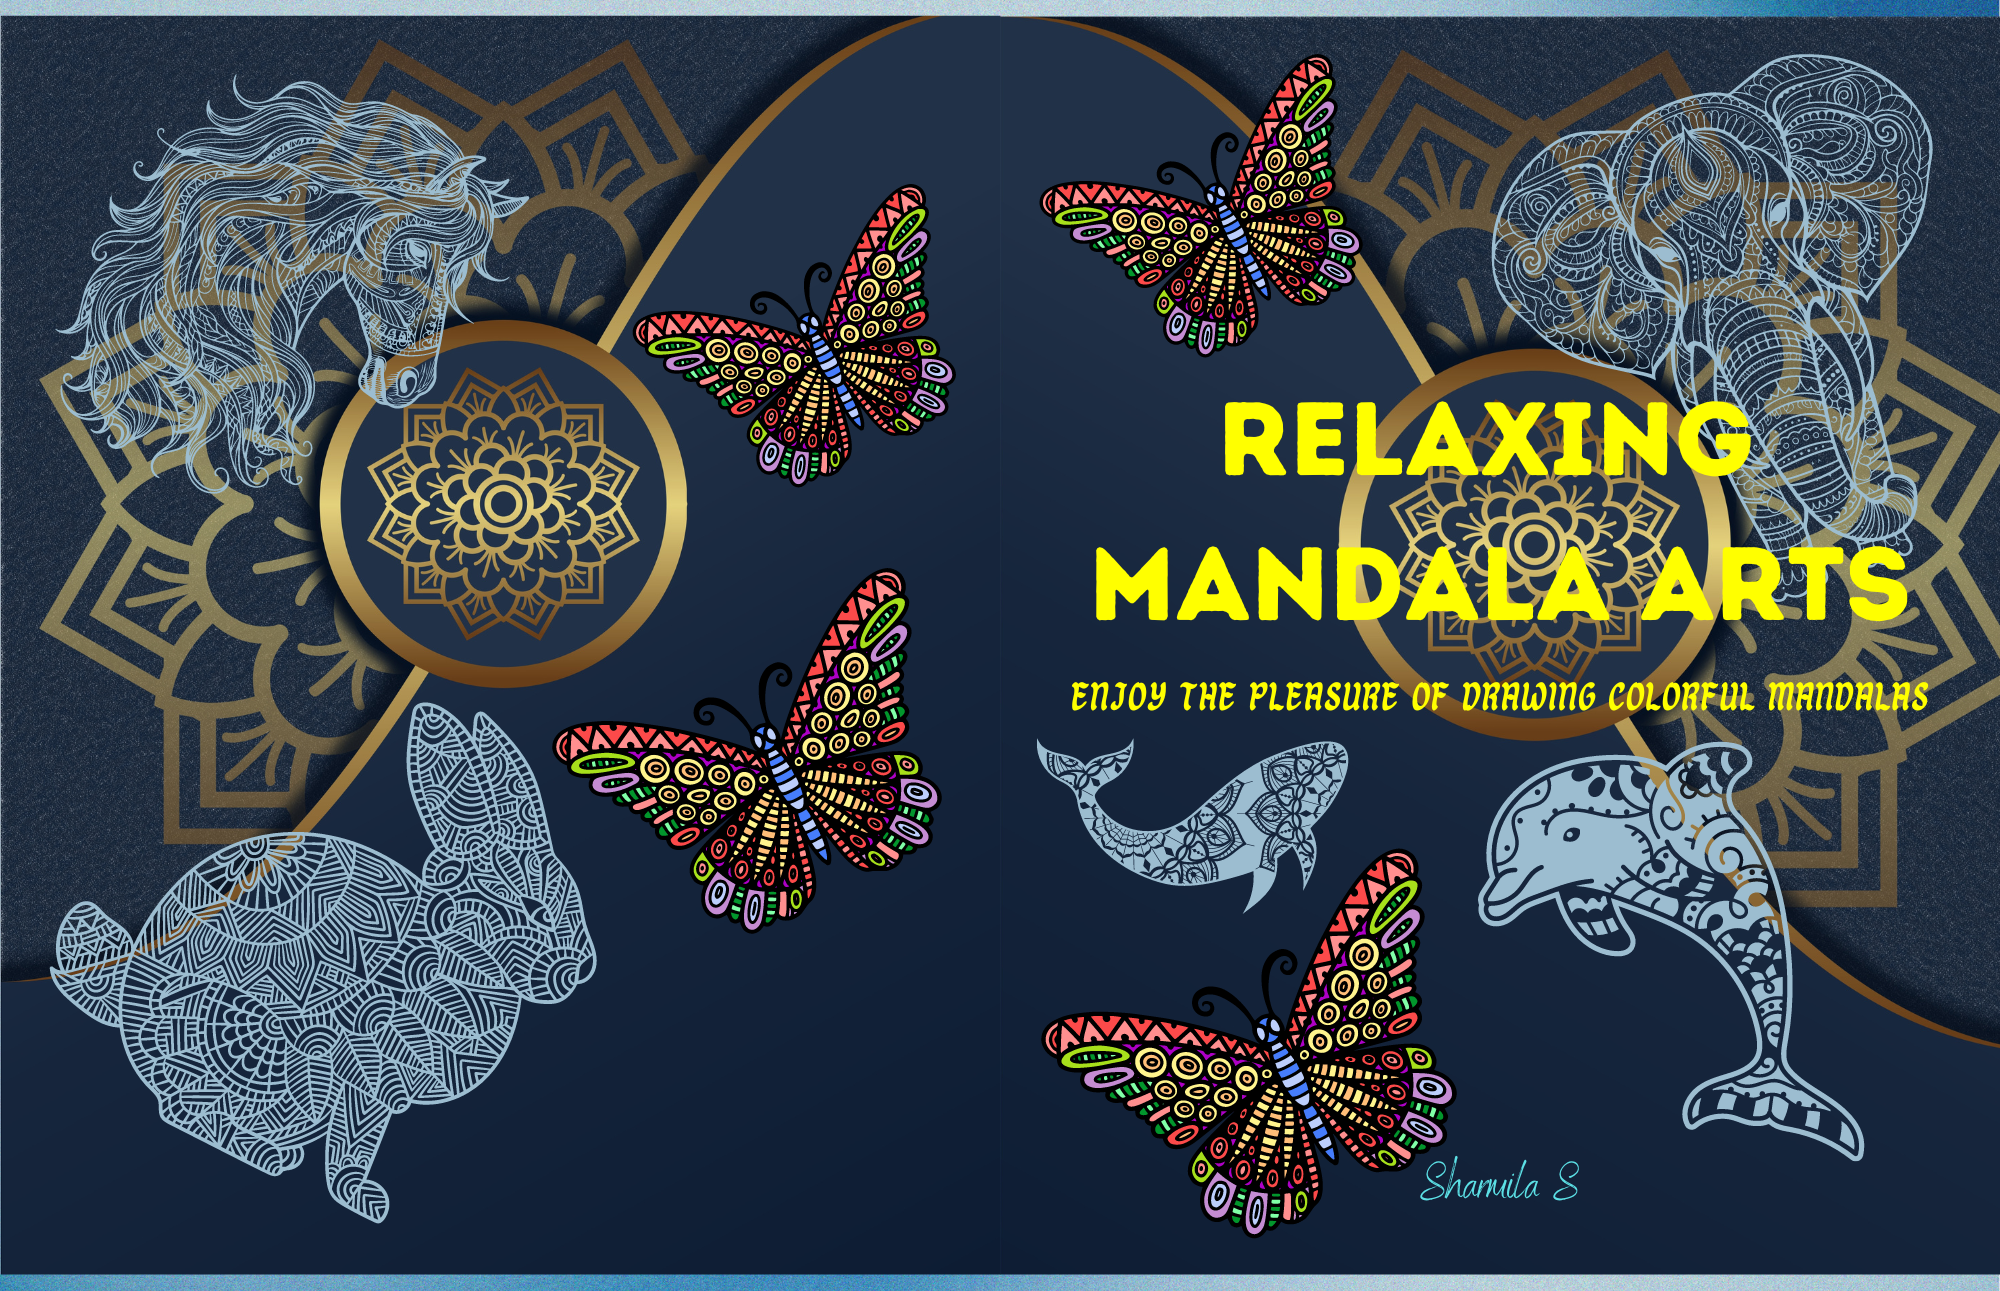 RELAXING
MANDALA ARTS
ENJOY THE PLEASURE OF DRAWING COLORFUL MANDALAS
Sharmila S